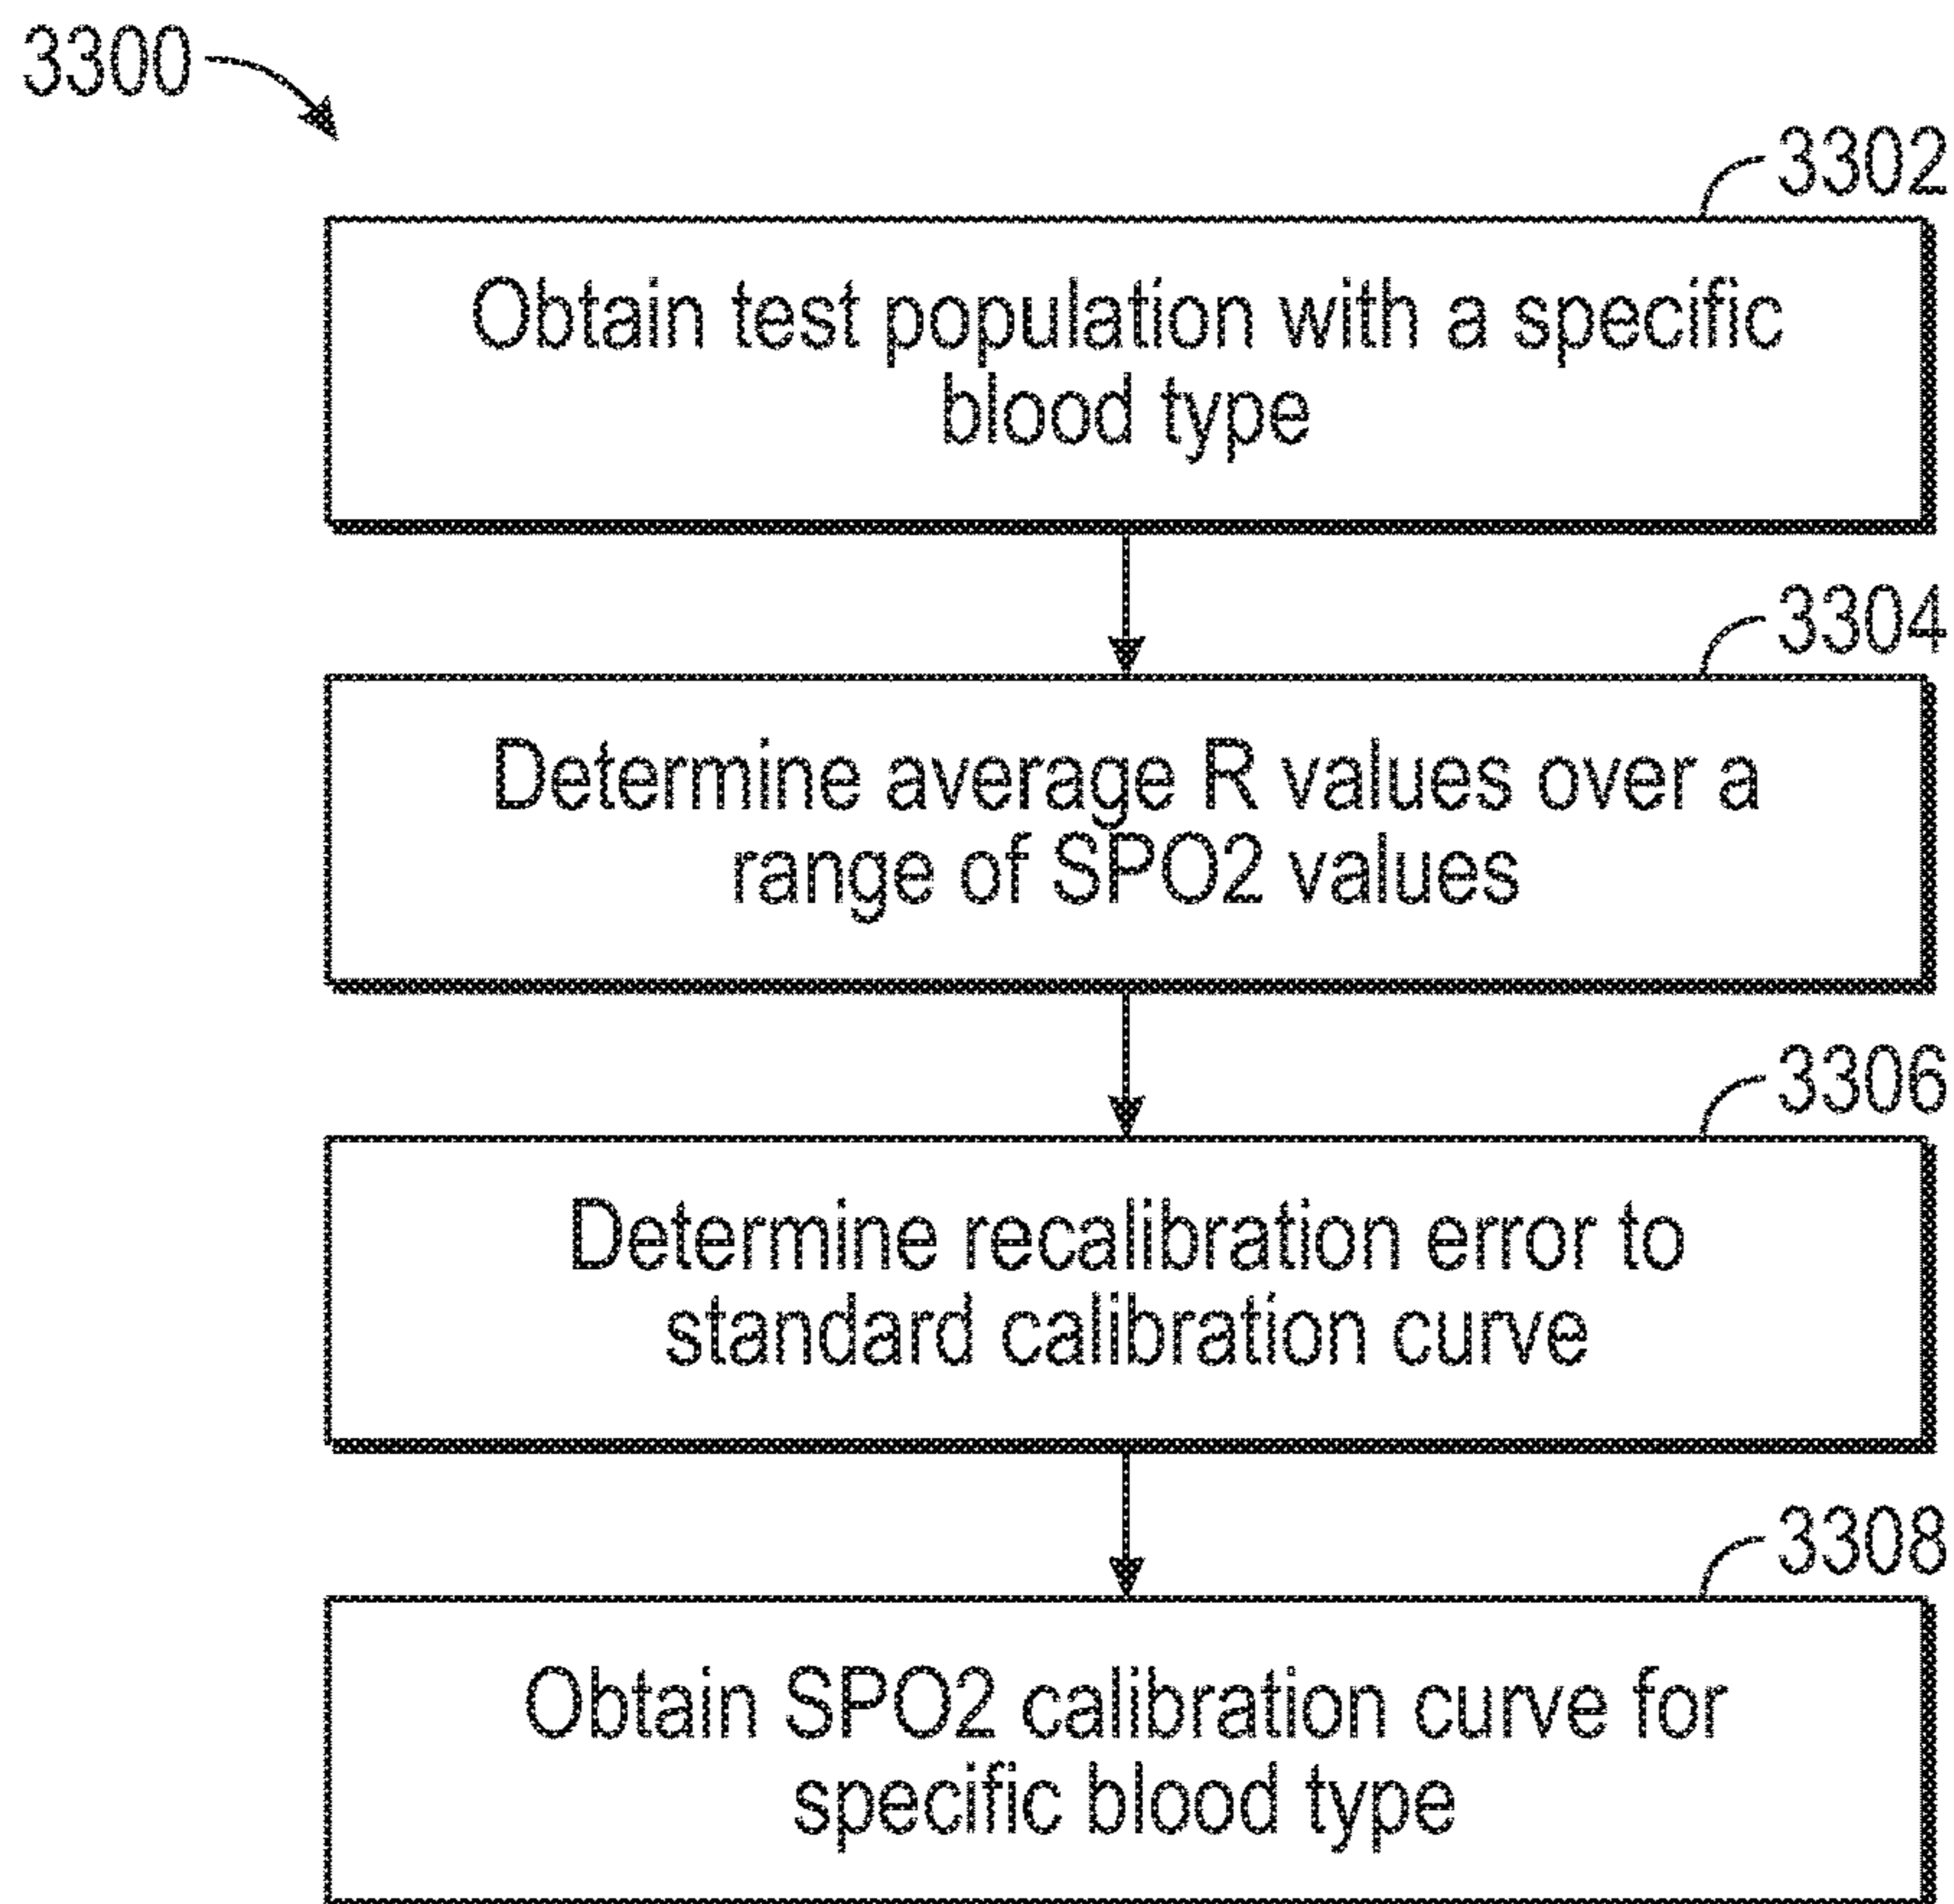 3300
3302
Obtain test population with a specific
blood type
3304
Determine average R values over a
range of SPO2 values
3306
Determine recalibration error to
standard calibration curve
3308
Obtain SPO2 calibration curve for
specific blood type